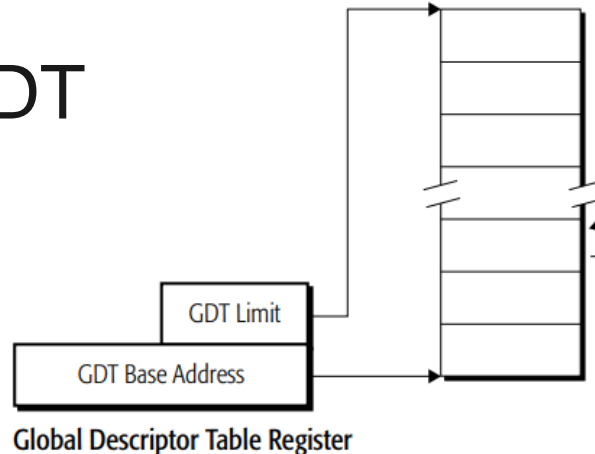 DT
GDT Limit
GDT Base Address
Global Descriptor Table Register